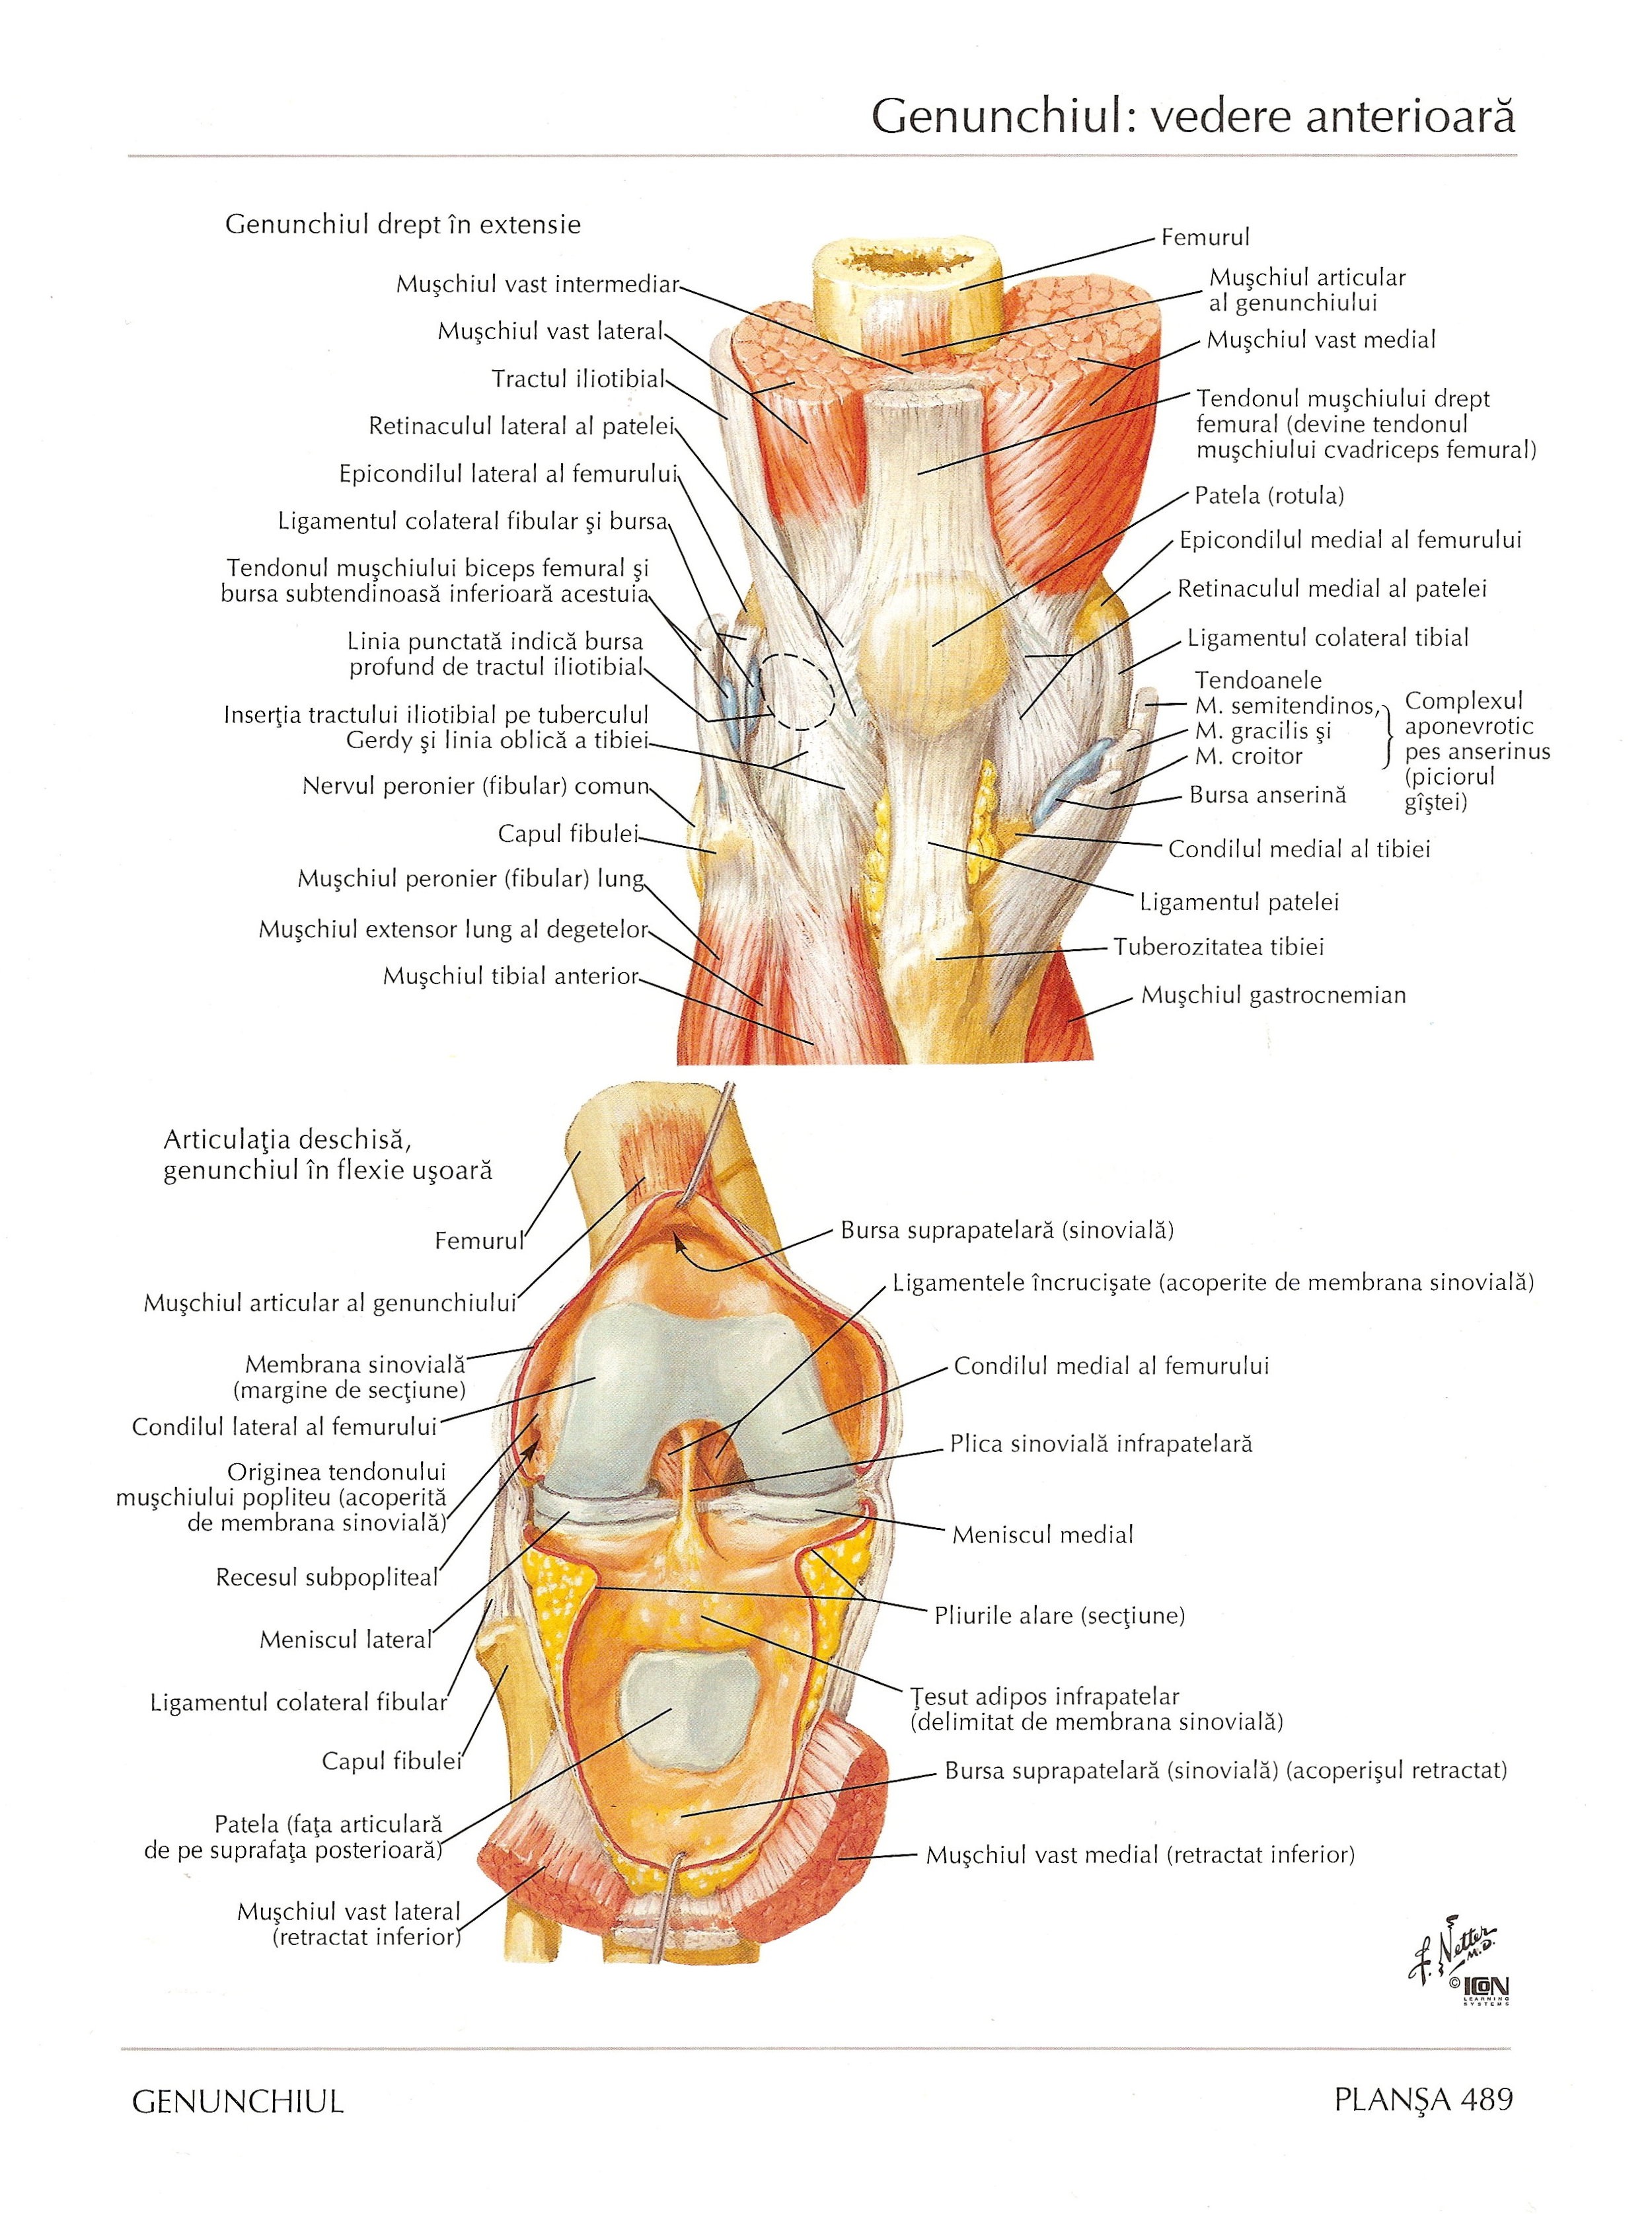 Genunchiul: vedere anterioară
Genunchiul drept în extensie
Muşchiul vast intermediar
Muşchiul vast lateral
Tractul iliotibial
Retinaculul lateral al patelei
Epicondilul lateral al femurului
Ligamentul colateral fibular şi bursa
Tendonul muşchiului biceps femural şi
bursa subtendinoasă inferioară acestuia
Linia punctată indică bursa
profund de tractul iliotibial
Inserţia tractului iliotibial pe tuberculul
Gerdy şi linia oblică a tibiei
Nervul peronier (fibular) comun
Capul fibulei
Muşchiul peronier (fibular) lung
Muşchiul extensor lung al degetelor
Muşchiul tibial anterior
Femurul
Muşchiul articular
al genunchiului
Muşchiul vast medial
Tendonul muşchiului drept
femural (devine tendonul
muşchiului cvadriceps femural)
Patela (rotula)
Epicondilul medial al femurului
Retinaculul medial al patelei
Ligamentul colateral tibial
Tendoanele
M. semitendinos,
M. gracilis şi
M. croitor
Complexul
aponevrotic
pes anserinus
(piciorul
gîştei)
Bursa anserină
Condilul medial al tibiei
Ligamentul patelei
Tuberozitatea tibiei
Muşchiul gastrocnemian
Articulaţia deschisă,
genunchiul în flexie uşoară
Femurul
Muşchiul articular al genunchiului
Membrana sinovială
(margine de secţiune)
Condilul lateral al femurului
Originea tendonului
muşchiului popliteu (acoperită
de membrana sinovială)
Recesul subpopliteal
Meniscul lateral
Ligamentul colateral fibular
Capul fibulei
Patela (faţa articulară
de pe suprafaţa posterioară)
Muşchiul vast lateral
(retractat inferior)
Bursa suprapatelară (sinovială)
Ligamentele încrucişate (acoperite de membrana sinovială)
Condilul medial al femurului
Plica sinovială infrapatelară
Meniscul medial
Pliurile alare (secţiune)
Ţesut adipos infrapatelar
(delimitat de membrana sinovială)
Bursa suprapatelară (sinovială) (acoperişul retractat)
Muşchiul vast medial (retractat inferior)
F. Netter
M.D.
© ICON
LEARNING
SYSTEMS
GENUNCHIUL
PLANŞA 489